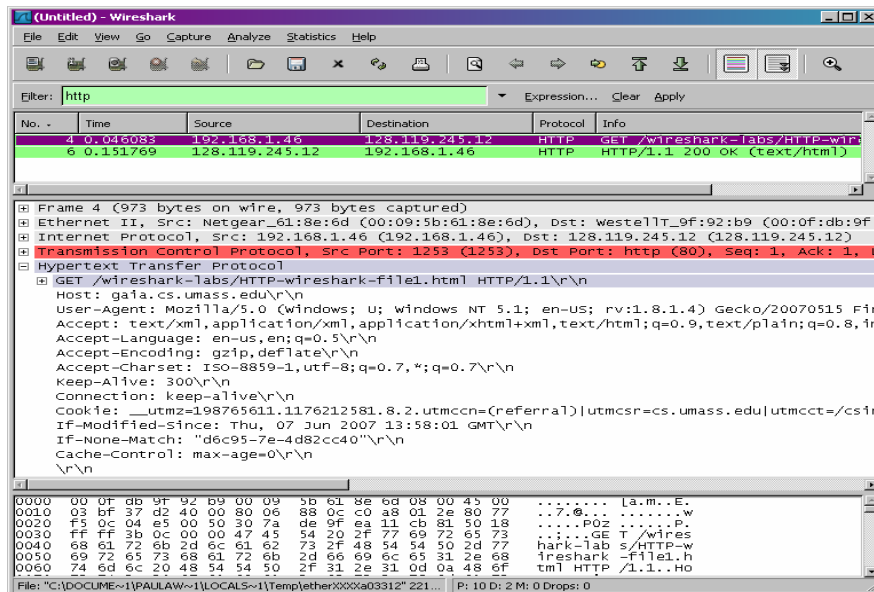 (Untitled) - Wireshark
File Edit View Go Capture Analyze Statistics Help
Filter: http Expression... Clear Apply
No. - Time Source Destination Protocol Info
4 0.046083 192.168.1.46 128.119.245.12 HTTP GET /wireshark-labs/HTTP-wire
6 0.151769 128.119.245.12 192.168.1.46 HTTP HTTP/1.1 200 OK (text/html)
Frame 4 (973 bytes on wire, 973 bytes captured)
Ethernet II, Src: Netgear_61:8e:6d (00:09:5b:61:8e:6d), Dst: WestellT_9f:92:b9 (00:0f:db:9f
Internet Protocol, Src: 192.168.1.46 (192.168.1.46), Dst: 128.119.245.12 (128.119.245.12)
Transmission Control Protocol, Src Port: 1253 (1253), Dst Port: http (80), Seq: 1, Ack: 1,
Hypertext Transfer Protocol
GET /wireshark-labs/HTTP-wireshark-file1.html HTTP/1.1\r\n
Host: gaia.cs.umass.edu\r\n
User-Agent: Mozilla/5.0 (Windows; U; Windows NT 5.1; en-US; rv:1.8.1.4) Gecko/20070515 Fi
Accept: text/xml,application/xml,application/xhtml+xml,text/html;q=0.9,text/plain;q=0.8,i
Accept-Language: en-us,en;q=0.5\r\n
Accept-Encoding: gzip,deflate\r\n
Accept-Charset: ISO-8859-1,utf-8;q=0.7,*;q=0.7\r\n
Keep-Alive: 300\r\n
Connection: keep-alive\r\n
Cookie: __utmz=198765611.1176212581.8.2.utmccn=(referral)|utmcsr=cs.umass.edu|utmcct=/csi
If-Modified-Since: Thu, 07 Jun 2007 13:58:01 GMT\r\n
If-None-Match: "d6c95-7e-4d82cc40"\r\n
Cache-Control: max-age=0\r\n
\r\n
0000 00 0f db 9f 92 b9 00 09 5b 61 8e 6d 08 00 45 00 ........ [a.m..E.
0010 03 bf 37 d2 40 00 80 06 88 0c c0 a8 01 2e 80 77 ..7.@... .......w
0020 f5 0c 04 e5 00 50 30 7a de 9f ea 11 cb 81 50 18 .....P0z ......P.
0030 ff ff 3b 0c 00 00 47 45 54 20 2f 77 69 72 65 73 ..;...GE T /wires
0040 68 61 72 6b 2d 6c 61 62 73 2f 48 54 54 50 2d 77 hark-lab s/HTTP-w
0050 69 72 65 73 68 61 72 6b 2d 66 69 6c 65 31 2e 68 ireshark -file1.h
0060 74 6d 6c 20 48 54 54 50 2f 31 2e 31 0d 0a 48 6f tml HTTP /1.1..Ho
File: "C:\DOCUME~1\PAULAW~1\LOCALS~1\Temp\etherXXXXa03312" 221... P: 10 D: 2 M: 0 Drops: 0